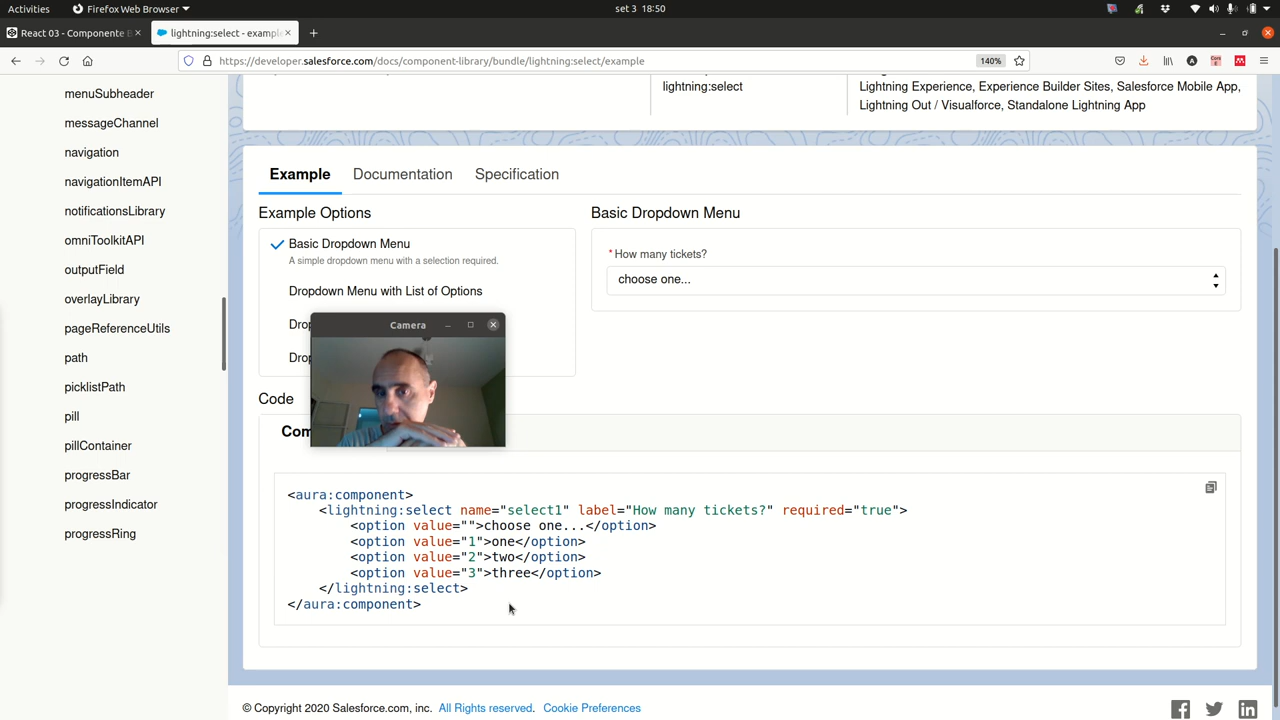 Activities
Firefox Web Browser
set 3 18:50
React 03 - Componente
lightning:select - example
https://developer.salesforce.com/docs/component-library/bundle/lightning:select/example
140%
menuSubheader
messageChannel
navigation
navigationItemAPI
notificationsLibrary
omniToolkitAPI
outputField
overlayLibrary
pageReferenceUtils
path
picklistPath
pill
pillContainer
progressBar
progressIndicator
progressRing
lightning:select
Lightning Experience, Experience Builder Sites, Salesforce Mobile App,
Lightning Out / Visualforce, Standalone Lightning App
Example Documentation Specification
Example Options
Basic Dropdown Menu
A simple dropdown menu with a selection required.
Dropdown Menu with List of Options
Basic Dropdown Menu
* How many tickets?
choose one...
Camera
Code
<aura:component>
<lightning:select name="select1" label="How many tickets?" required="true">
<option value="">choose one...</option>
<option value="1">one</option>
<option value="2">two</option>
<option value="3">three</option>
</lightning:select>
</aura:component>
© Copyright 2020 Salesforce.com, inc. All Rights reserved. Cookie Preferences